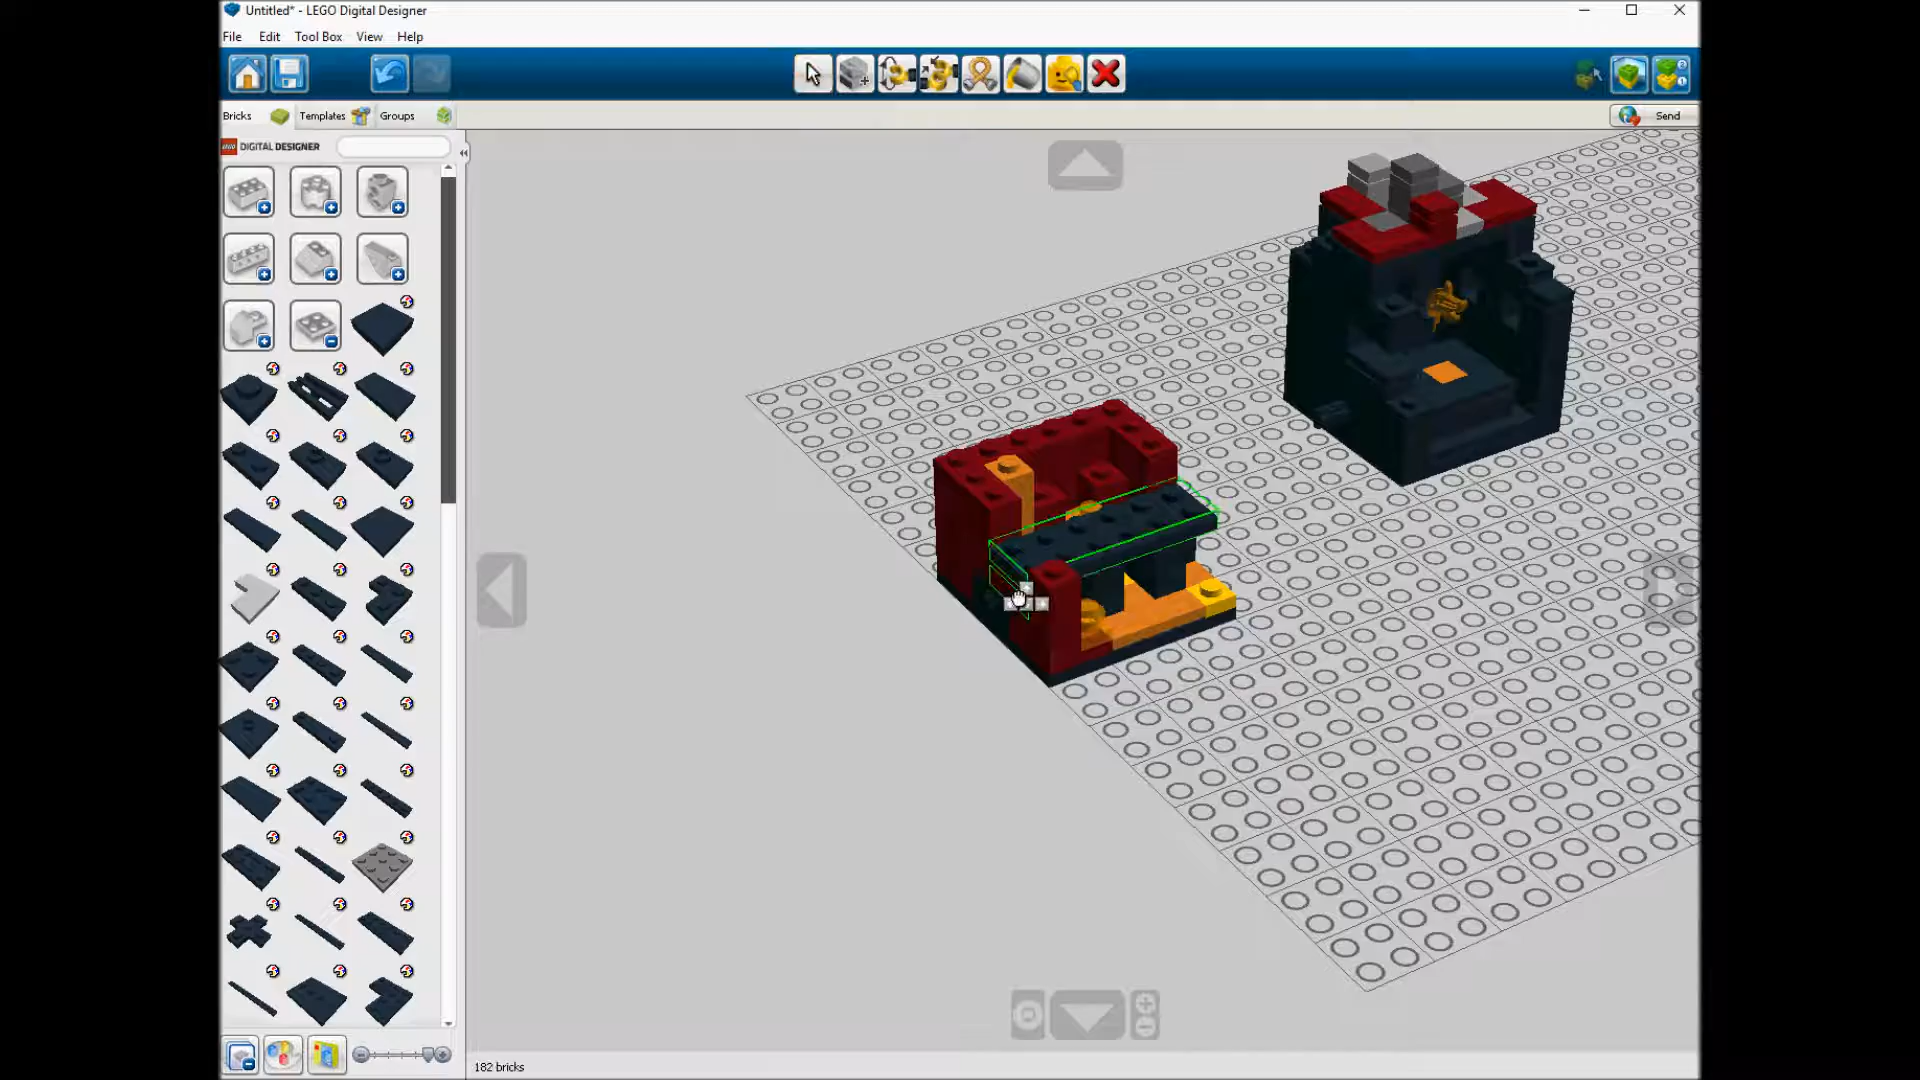 Untitled* - LEGO Digital Designer
File Edit Tool Box View Help
Bricks Templates Groups
Send
DIGITAL DESIGNER
182 bricks